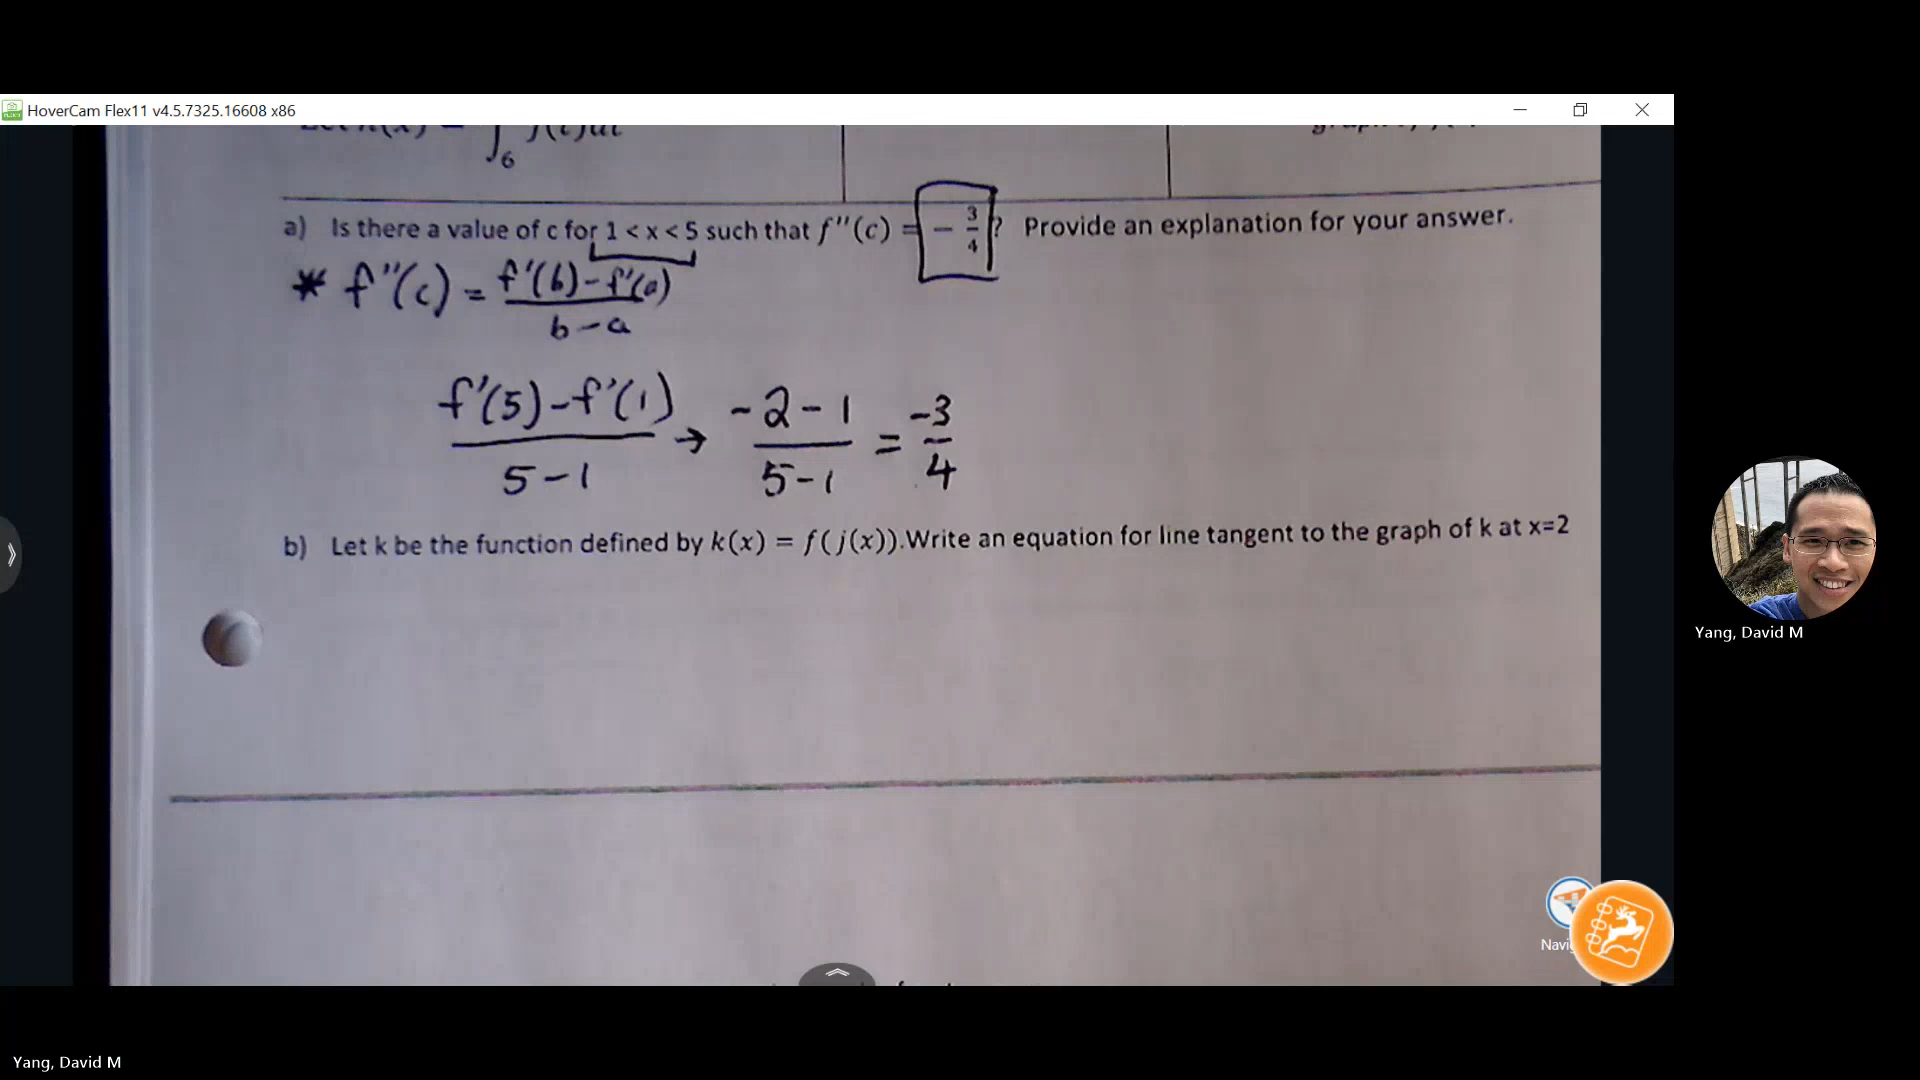 HoverCam Flex11 v4.5.7325.16608 x86
6
a) Is there a value of c for 1 < x < 5 such that f''(c) = - 3/4 ? Provide an explanation for your answer.
* f"(c) = f'(b)-f'(a) / b-a
f'(5)-f'(1) / 5-1 → -2-1 / 5-1 = -3/4
b) Let k be the function defined by k(x) = f(j(x)).Write an equation for line tangent to the graph of k at x=2
Yang, David M
Yang, David M